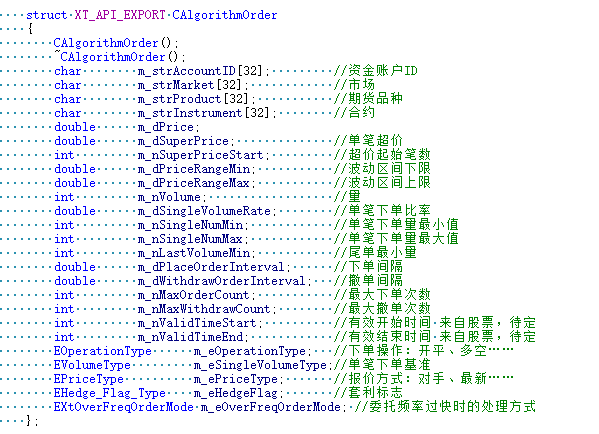 struct XT_API_EXPORT CAlgorithmOrder
{
CAlgorithmOrder();
~CAlgorithmOrder();
char m_strAccountID[32]; //资金账户ID
char m_strMarket[32]; //市场
char m_strProduct[32]; //期货品种
char m_strInstrument[32]; //合约
double m_dPrice;
double m_dSuperPrice; //单笔超价
int m_nSuperPriceStart; //超价起始笔数
double m_dPriceRangeMin; //波动区间下限
double m_dPriceRangeMax; //波动区间上限
int m_nVolume; //量
double m_dSingleVolumeRate; //单笔下单比率
int m_nSingleNumMin; //单笔下单量最小值
int m_nSingleNumMax; //单笔下单量最大值
int m_nLastVolumeMin; //尾单最小量
double m_dPlaceOrderInterval; //下单间隔
double m_dWithdrawOrderInterval; //撤单间隔
int m_nMaxOrderCount; //最大下单次数
int m_nMaxWithdrawCount; //最大撤单次数
int m_nValidTimeStart; //有效开始时间 来自股票，待定
int m_nValidTimeEnd; //有效结束时间 来自股票，待定
EOperationType m_eOperationType; //下单操作：开平、多空……
EVolumeType m_eSingleVolumeType;//单笔下单基准
EPriceType m_ePriceType; //报价方式：对手、最新……
EHedge_Flag_Type m_eHedgeFlag; //套利标志
EXtOverFreqOrderMode m_eOverFreqOrderMode; //委托频率过快时的处理方式
};